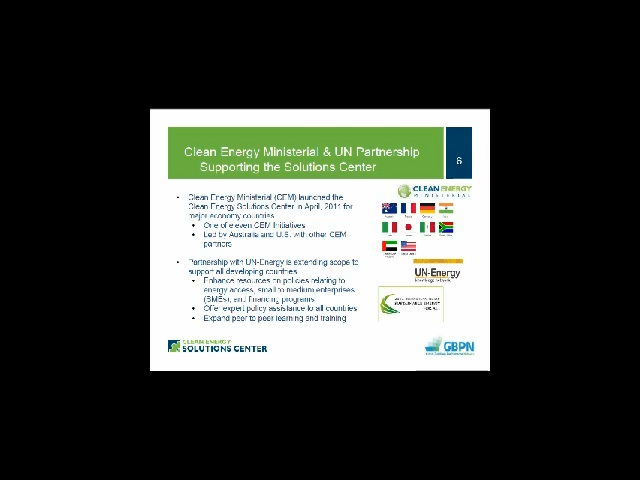 Clean Energy Ministerial & UN Partnership
Supporting the Solutions Center
6
• Clean Energy Ministerial (CEM) launched the
Clean Energy Solutions Center in April, 2011 for
major economy countries
• One of eleven CEM Initiatives
• Led by Australia and U.S. with other CEM
partners
• Partnership with UN-Energy is extending scope to
support all developing countries
• Enhance resources on policies relating to
energy access, small to medium enterprises
(SMEs), and financing programs
• Offer expert policy assistance to all countries
• Expand peer to peer learning and training
CLEAN ENERGY
MINISTERIAL
UN-Energy
SUSTAINABLE ENERGY
FOR ALL
CLEAN ENERGY
SOLUTIONS CENTER
GBPN